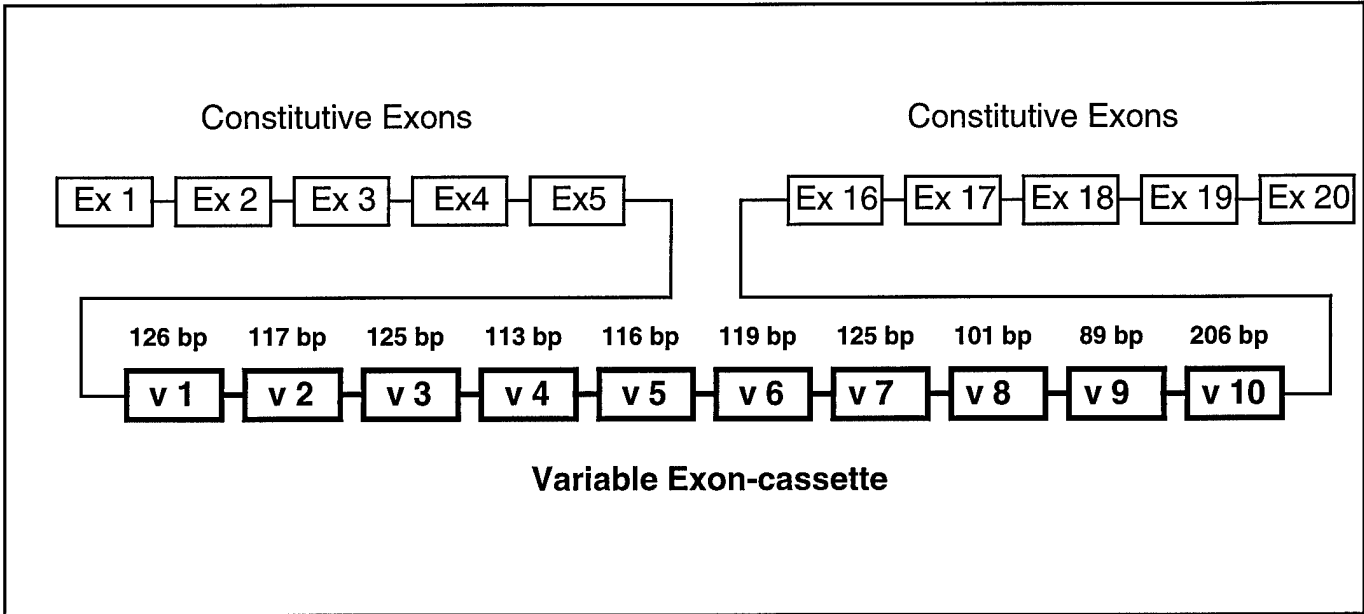 Constitutive Exons Constitutive Exons
Ex 1 Ex 2 Ex 3 Ex4 Ex5 Ex 16 Ex 17 Ex 18 Ex 19 Ex 20
126 bp 117 bp 125 bp 113 bp 116 bp 119 bp 125 bp 101 bp 89 bp 206 bp
v 1 v 2 v 3 v 4 v 5 v 6 v 7 v 8 v 9 v 10
Variable Exon-cassette